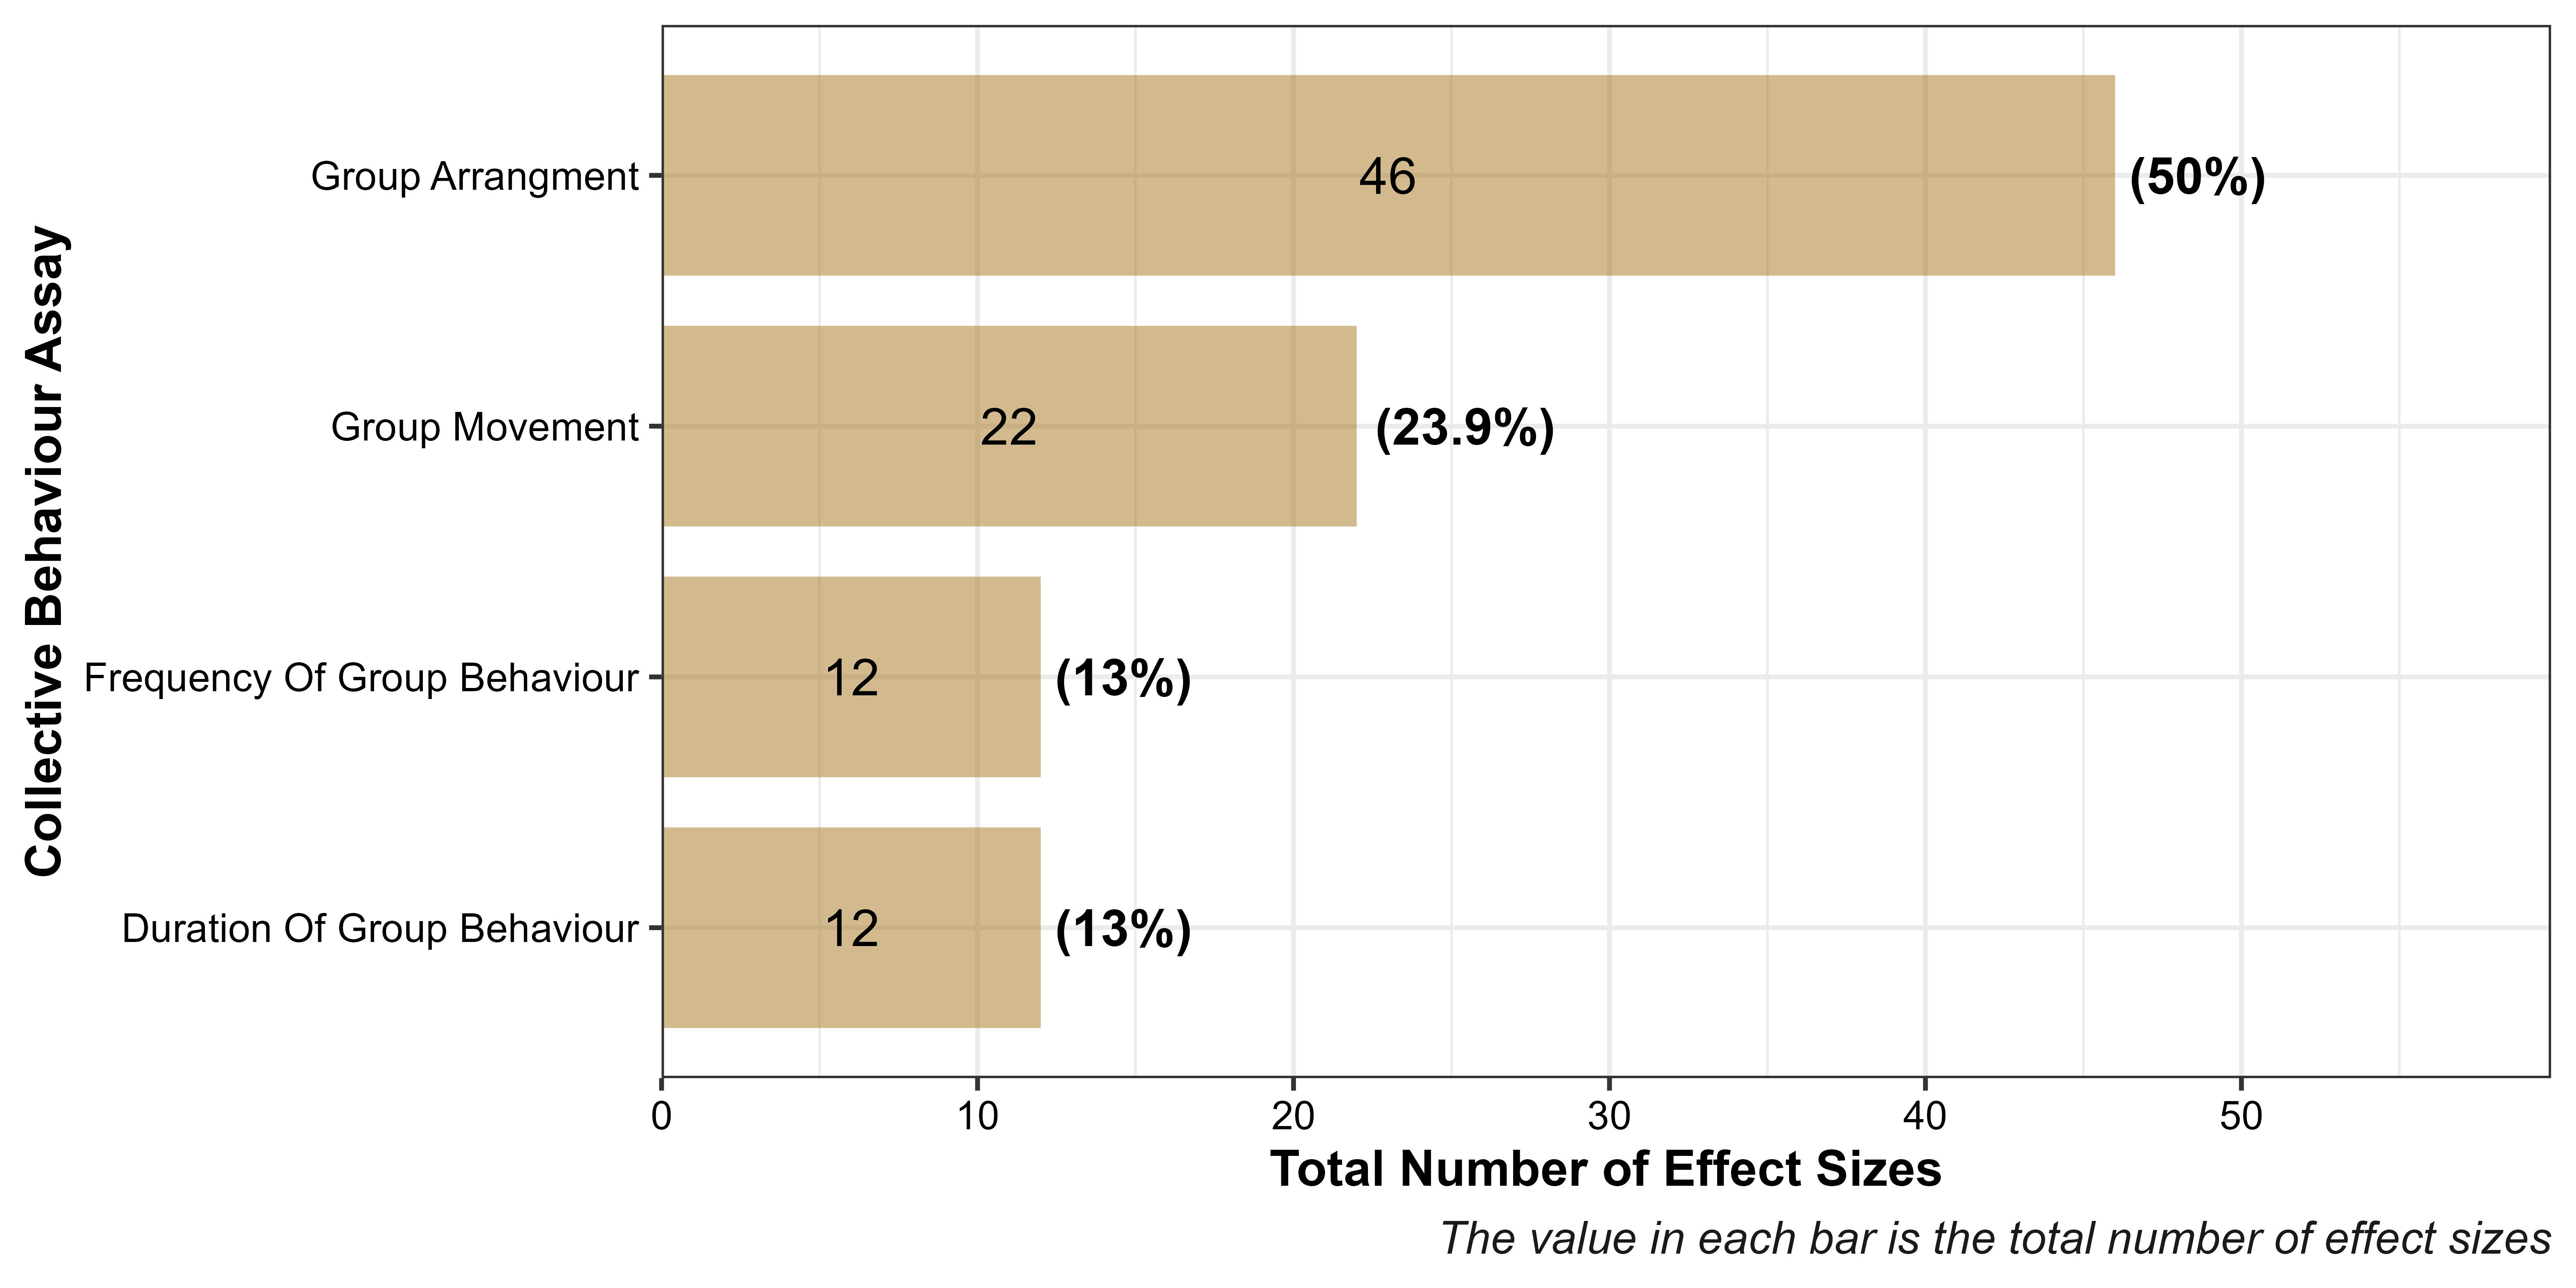 Collective Behaviour Assay
Group Arrangment
46
(50%)
Group Movement
22
(23.9%)
Frequency Of Group Behaviour
12
(13%)
Duration Of Group Behaviour
12
(13%)
0
10
20
30
40
50
Total Number of Effect Sizes
The value in each bar is the total number of effect sizes